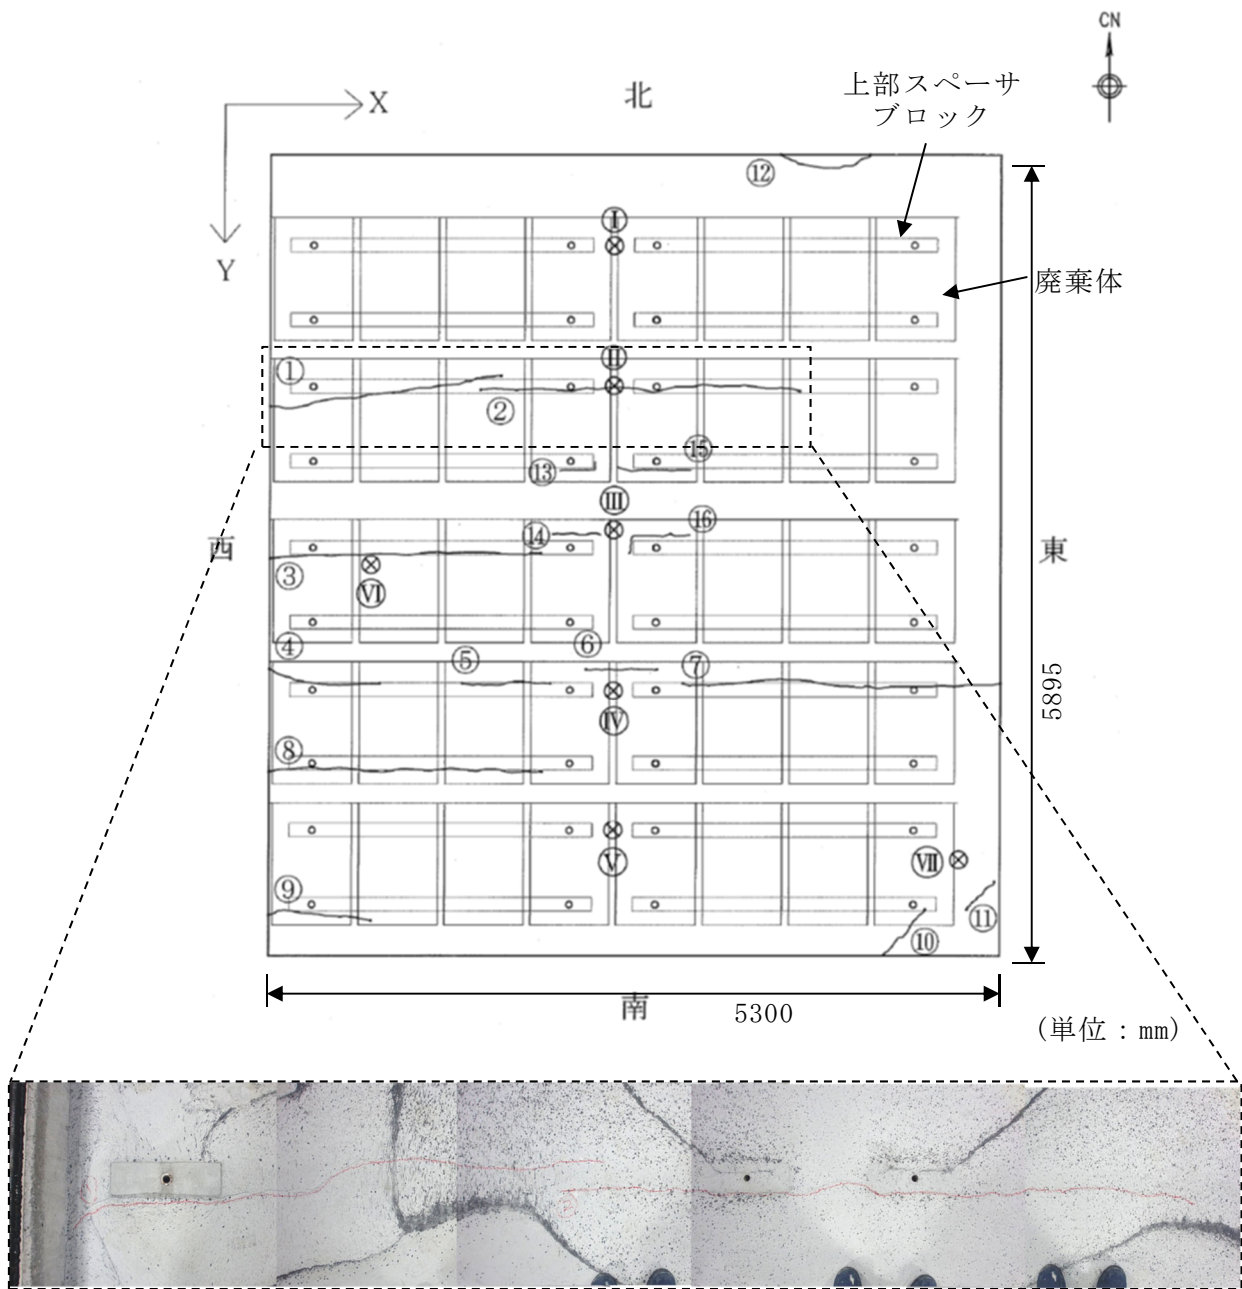 CN
北
X
上部スペーサ
ブロック
⑫
Y
Ⅰ
廃棄体
①
Ⅱ
②
⑬
⑮
Ⅲ
⑭
⑯
西
東
③
Ⅵ
④
⑤
⑥
⑦
5895
Ⅳ
⑧
Ⅴ
Ⅶ
⑨
⑩
⑪
南
5300
(単位：mm)